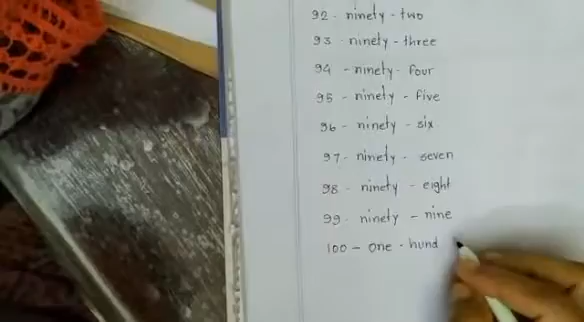 92 - ninety - two
93 - ninety - three
94 - ninety - four
95 - ninety - five
96 - ninety - six
97 - ninety - seven
98 - ninety - eight
99 - ninety - nine
100 - one - hund